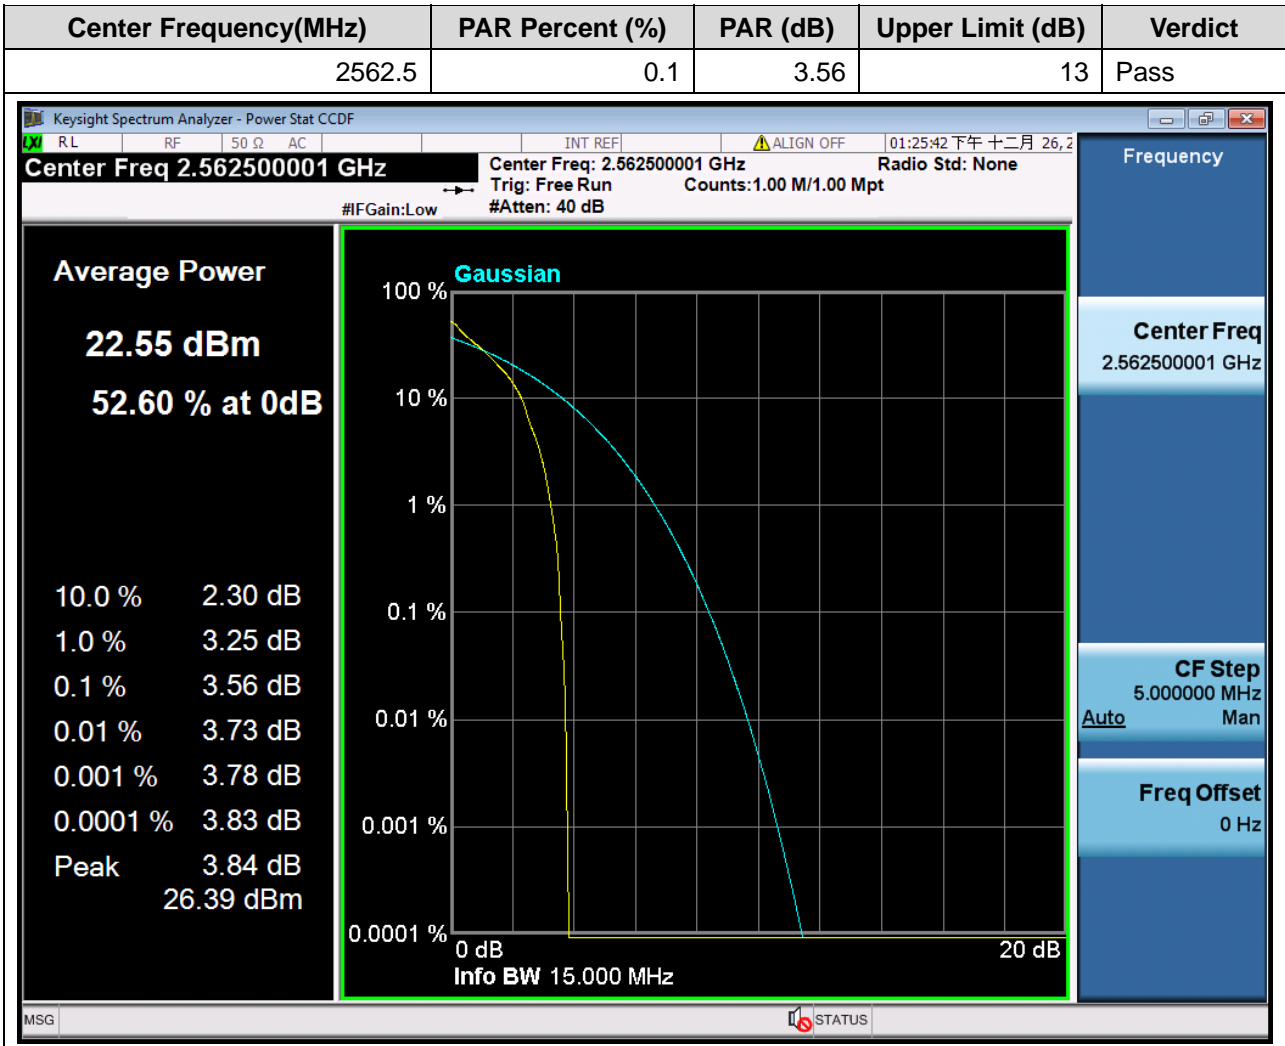 Center Frequency(MHz) PAR Percent (%) PAR (dB) Upper Limit (dB) Verdict
2562.5 0.1 3.56 13 Pass
Keysight Spectrum Analyzer - Power Stat CCDF
LXI RL RF 50 Ω AC INT REF ALIGN OFF 01:25:42 下午 十二月 26, 2
Center Freq 2.562500001 GHz
Center Freq: 2.562500001 GHz Radio Std: None
Trig: Free Run Counts:1.00 M/1.00 Mpt
#IFGain:Low #Atten: 40 dB
Average Power
22.55 dBm
52.60 % at 0dB
10.0 % 2.30 dB
1.0 % 3.25 dB
0.1 % 3.56 dB
0.01 % 3.73 dB
0.001 % 3.78 dB
0.0001 % 3.83 dB
Peak 3.84 dB
26.39 dBm
Gaussian
100 %
10 %
1 %
0.1 %
0.01 %
0.001 %
0.0001 %
0 dB 20 dB
Info BW 15.000 MHz
Frequency
Center Freq
2.562500001 GHz
CF Step
5.000000 MHz
Auto Man
Freq Offset
0 Hz
MSG STATUS